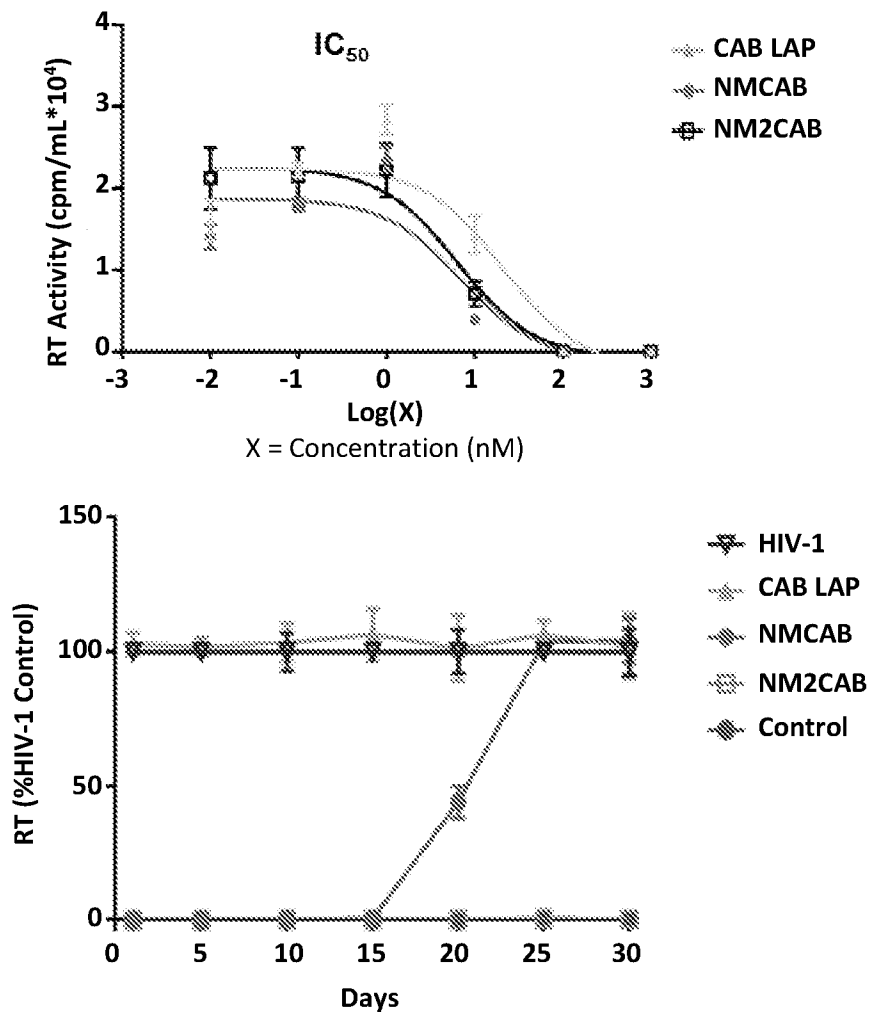 IC50
RT Activity (cpm/mL*10⁴)
4
3
2
1
0
-3 -2 -1 0 1 2 3
Log(X)
X = Concentration (nM)
CAB LAP
NMCAB
NM2CAB
RT (%HIV-1 Control)
150
100
50
0
0 5 10 15 20 25 30
Days
HIV-1
CAB LAP
NMCAB
NM2CAB
Control